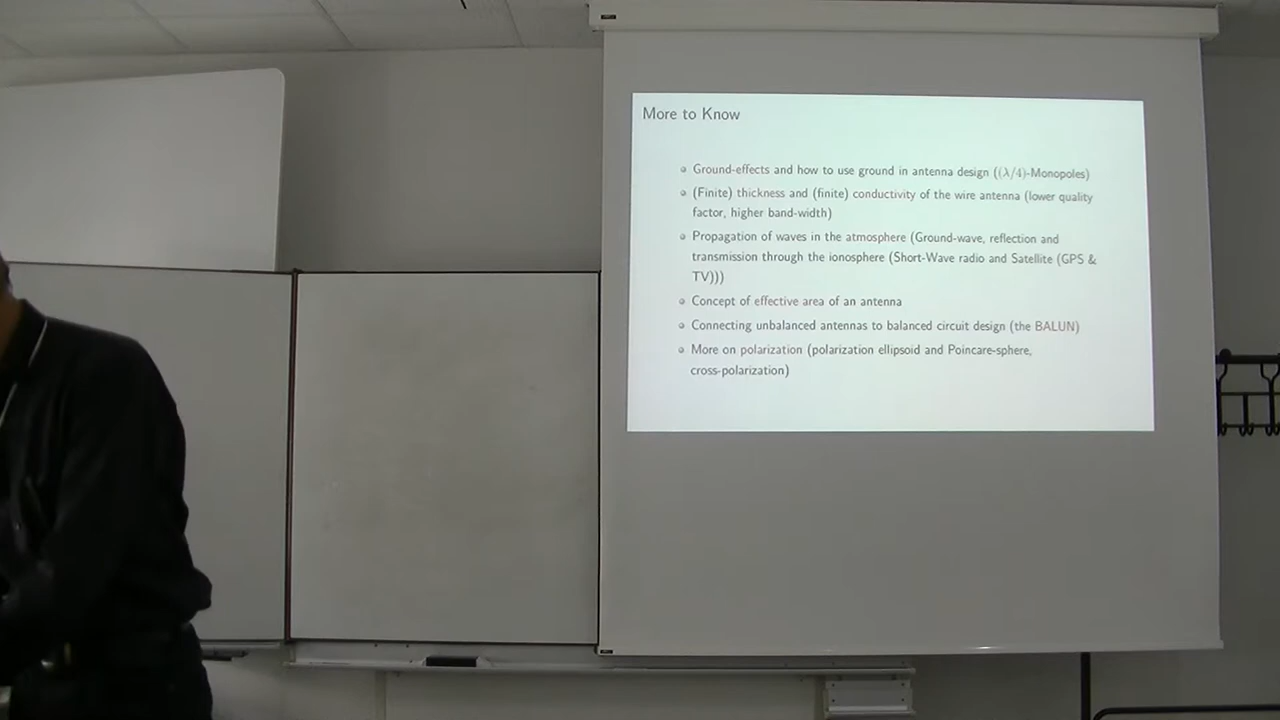 More to Know
Ground-effects and how to use ground in antenna design ((λ/4)-Monopoles)
(Finite) thickness and (finite) conductivity of the wire antenna (lower quality
factor, higher band-width)
Propagation of waves in the atmosphere (Ground-wave, reflection and
transmission through the ionosphere (Short-Wave radio and Satellite (GPS &
TV)))
Concept of effective area of an antenna
Connecting unbalanced antennas to balanced circuit design (the BALUN)
More on polarization (polarization ellipsoid and Poincare-sphere,
cross-polarization)